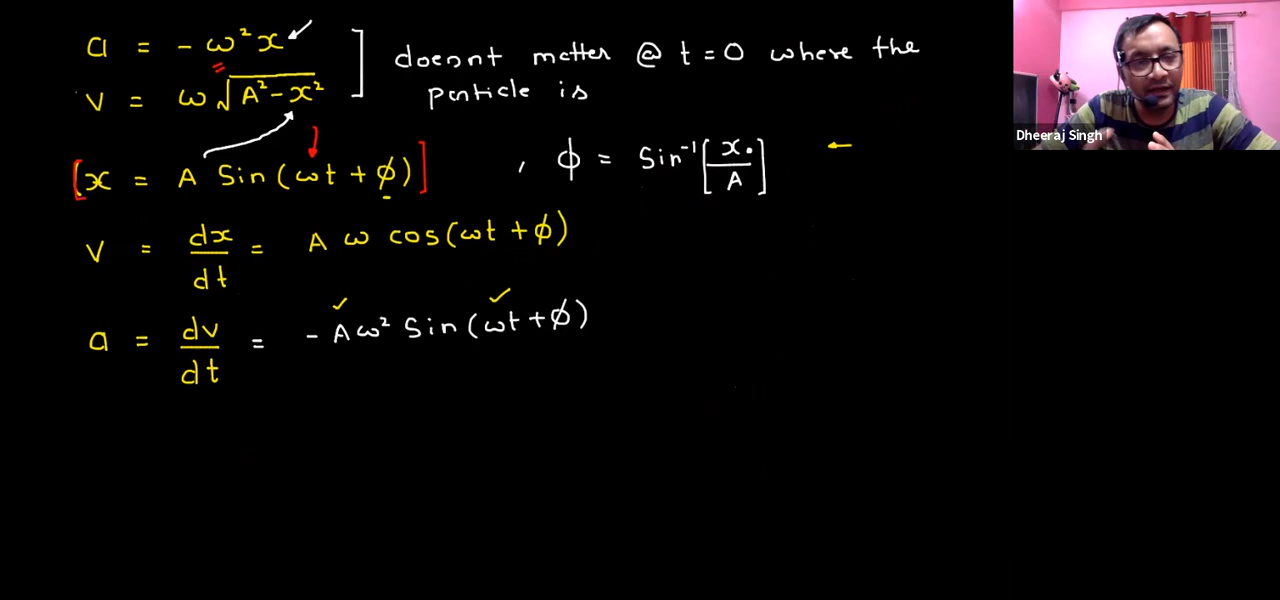 a = - ω²x
doesnt matter @ t = 0 where the
v = ω√A²-x²
particle is
[x = A Sin (ωt + ϕ)] , ϕ = Sin⁻¹[x₀/A]
v = dx/dt = A ω cos(ωt + ϕ)
a = dv/dt = - Aω² Sin (ωt + ϕ)
Dheeraj Singh